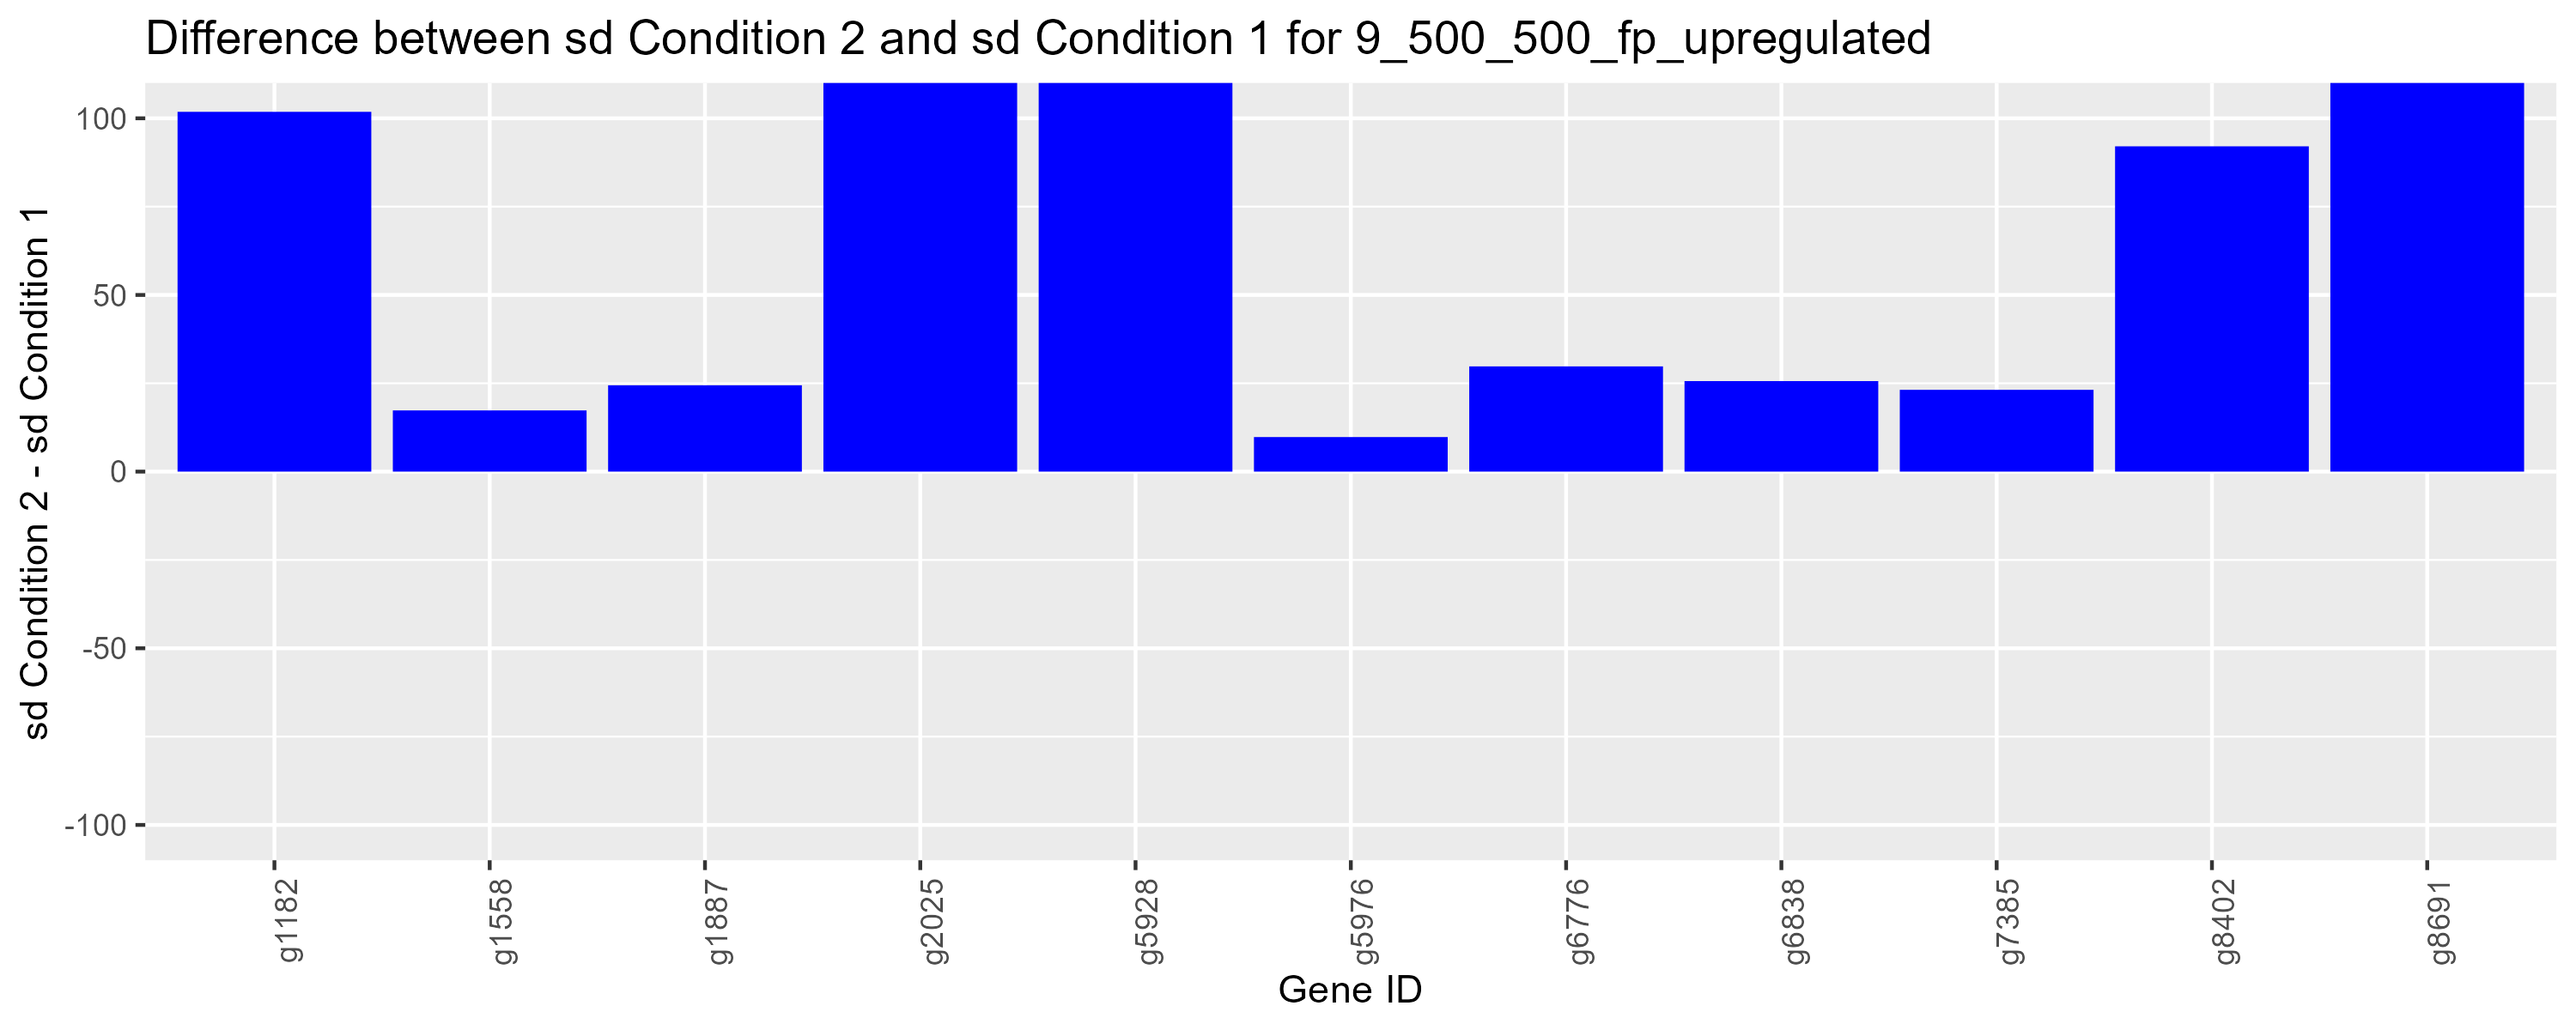 Difference between sd Condition 2 and sd Condition 1 for 9_500_500_fp_upregulated
sd Condition 2 - sd Condition 1
100
50
0
-50
-100
g1182
g1558
g1887
g2025
g5928
g5976
g6776
g6838
g7385
g8402
g8691
Gene ID